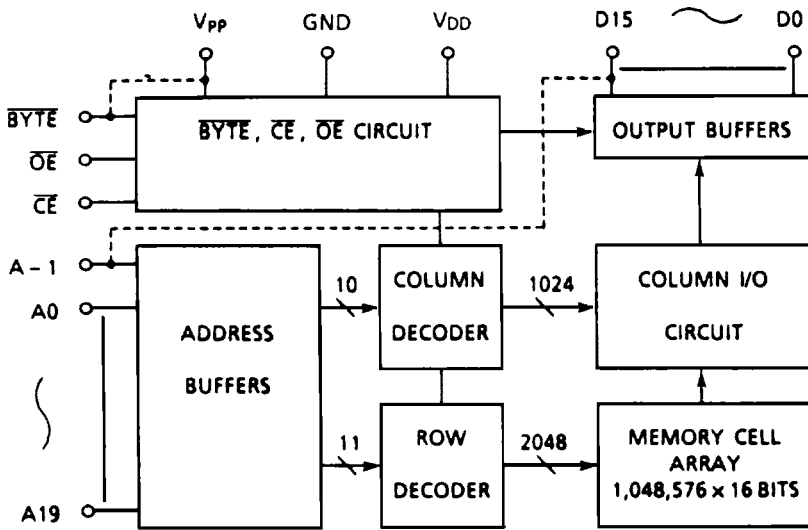 VPP GND VDD D15 D0
BYTE
BYTE, CE, OE CIRCUIT
OUTPUT BUFFERS
OE
CE
A-1
A0
A19
ADDRESS
BUFFERS
10
COLUMN
DECODER
1024
COLUMN I/O
CIRCUIT
11
ROW
DECODER
2048
MEMORY CELL
ARRAY
1,048,576 x 16 BITS